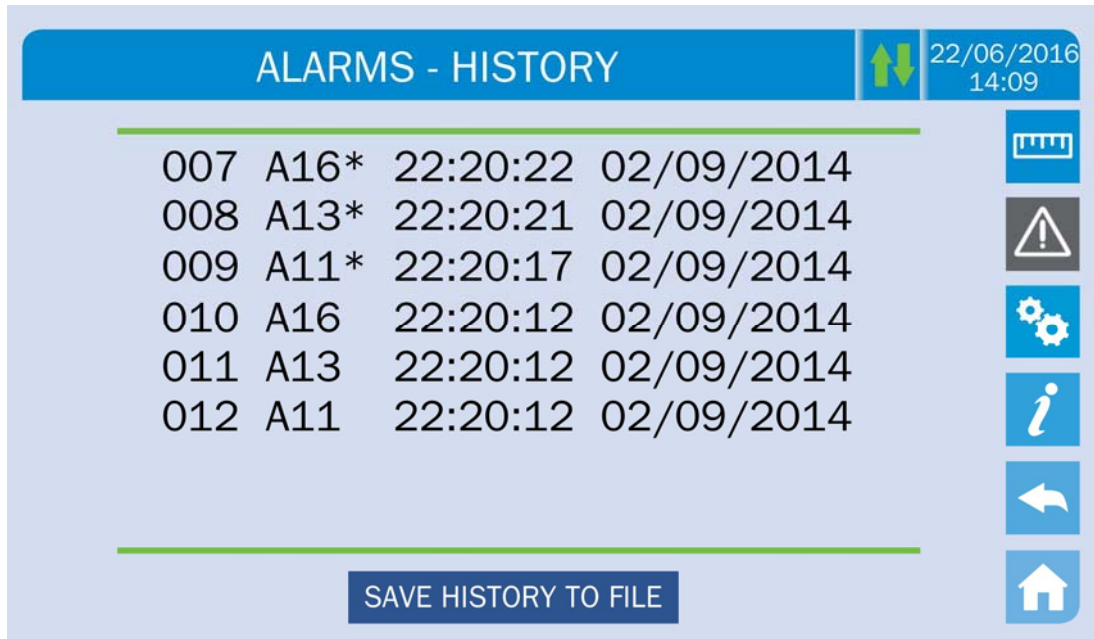 ALARMS - HISTORY
22/06/2016
14:09
007 A16* 22:20:22 02/09/2014
008 A13* 22:20:21 02/09/2014
009 A11* 22:20:17 02/09/2014
010 A16 22:20:12 02/09/2014
011 A13 22:20:12 02/09/2014
012 A11 22:20:12 02/09/2014
SAVE HISTORY TO FILE